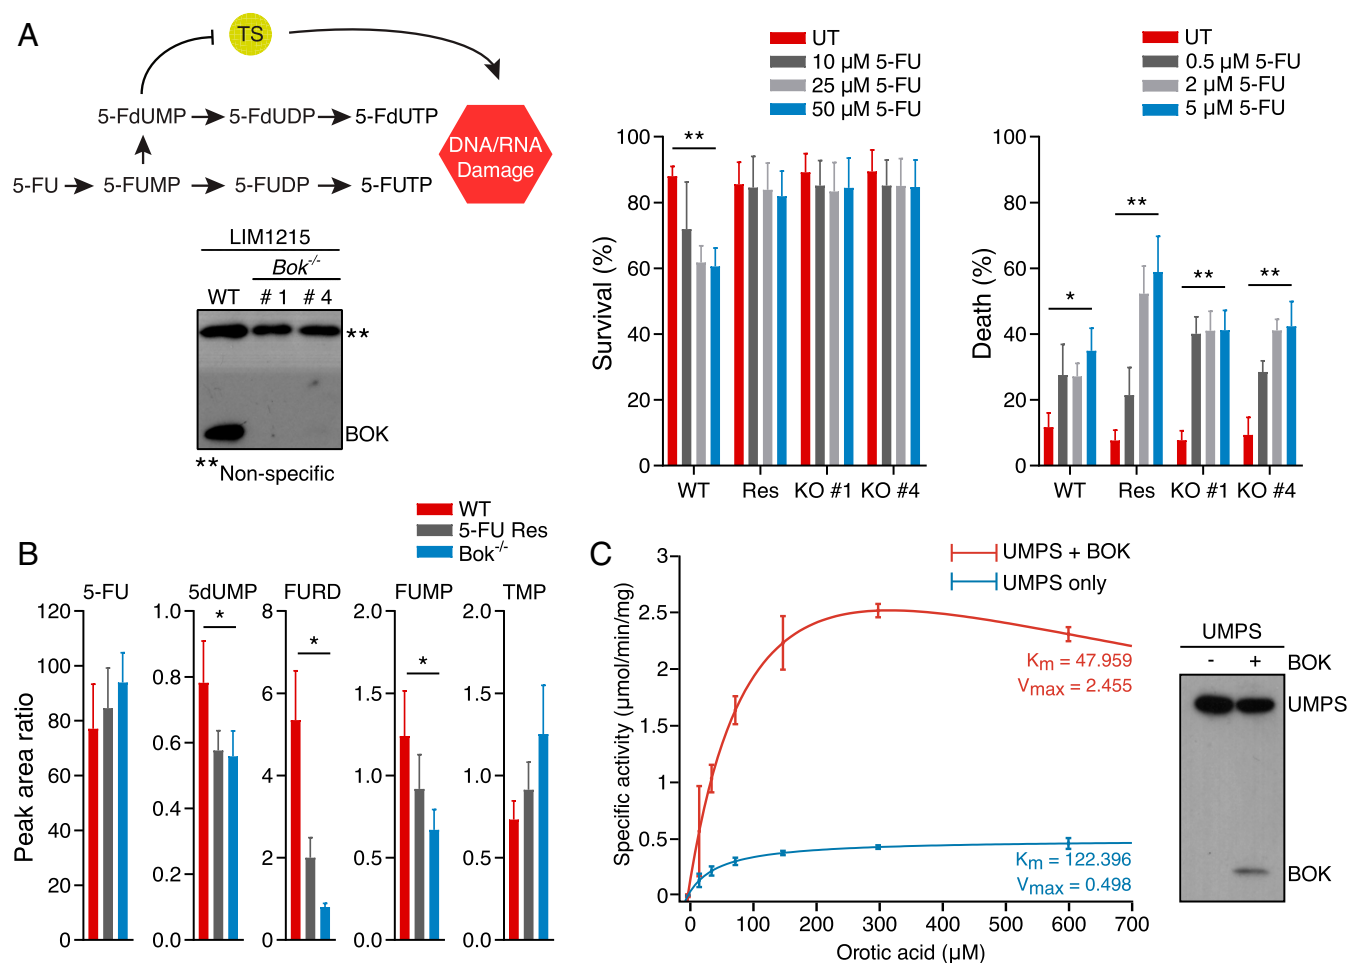 A
TS
5-FdUMP 5-FdUDP 5-FdUTP
5-FU 5-FUMP 5-FUDP 5-FUTP
DNA/RNA
Damage
LIM1215
Bok-/-
WT # 1 # 4
**
BOK
**Non-specific
UT
10 µM 5-FU
25 µM 5-FU
50 µM 5-FU
Survival (%)
100
80
60
40
20
0
**
WT Res KO #1 KO #4
UT
0.5 µM 5-FU
2 µM 5-FU
5 µM 5-FU
Death (%)
100
80
60
40
20
0
* ** ** **
WT Res KO #1 KO #4
B
WT
5-FU Res
Bok-/-
Peak area ratio
5-FU
120
100
80
60
40
20
0
5dUMP
1.0
0.8
0.6
0.4
0.2
0.0
*
FURD
8
6
4
2
0
*
FUMP
2.0
1.5
1.0
0.5
0.0
*
TMP
2.0
1.5
1.0
0.5
0.0
C
UMPS + BOK
UMPS only
Specific activity (µmol/min/mg)
3
2.5
2
1.5
1
0.5
0
Km = 47.959
Vmax = 2.455
Km = 122.396
Vmax = 0.498
0 100 200 300 400 500 600 700
Orotic acid (µM)
UMPS
- + BOK
UMPS
BOK